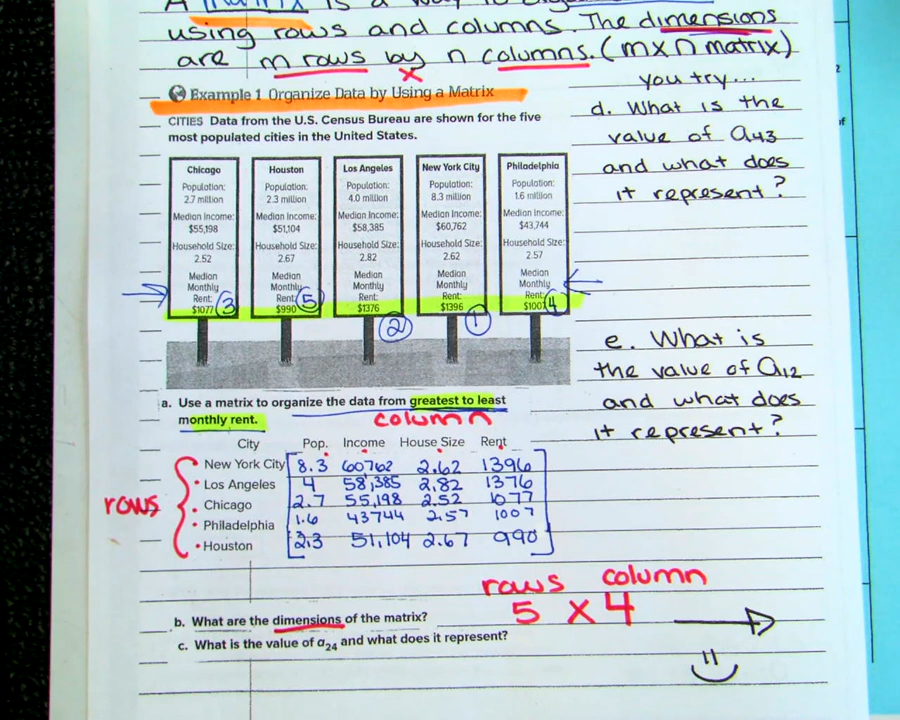 A matrix is a way to
using rows and columns. The dimensions
are m rows by n columns. (m x n matrix)
x
Example 1 Organize Data by Using a Matrix
CITIES Data from the U.S. Census Bureau are shown for the five
most populated cities in the United States.
Chicago
Population:
2.7 million
Median Income:
$55,198
Household Size:
2.52
Median
Monthly
Rent:
$1077
3
Houston
Population:
2.3 million
Median Income:
$51,104
Household Size:
2.67
Median
Monthly
Rent:
$990
5
Los Angeles
Population:
4.0 million
Median Income:
$58,385
Household Size:
2.82
Median
Monthly
Rent:
$1376
2
New York City
Population:
8.3 million
Median Income:
$60,762
Household Size:
2.62
Median
Monthly
Rent:
$1396
1
Philadelphia
Population:
1.6 million
Median Income:
$43,744
Household Size:
2.57
Median
Monthly
Rent:
$1007
4
a. Use a matrix to organize the data from greatest to least
monthly rent.
column
City Pop. Income House Size Rent
New York City 8.3 60762 2.62 1396
Los Angeles 4 58,385 2.82 1376
Chicago 2.7 55,198 2.52 1077
Philadelphia 1.6 43744 2.57 1007
Houston 2.3 51,104 2.67 990
rows
rows column
5 x 4
b. What are the dimensions of the matrix?
c. What is the value of a24 and what does it represent?
you try...
d. What is the
value of a43
and what does
it represent?
e. What is
the value of a12
and what does
it represent?